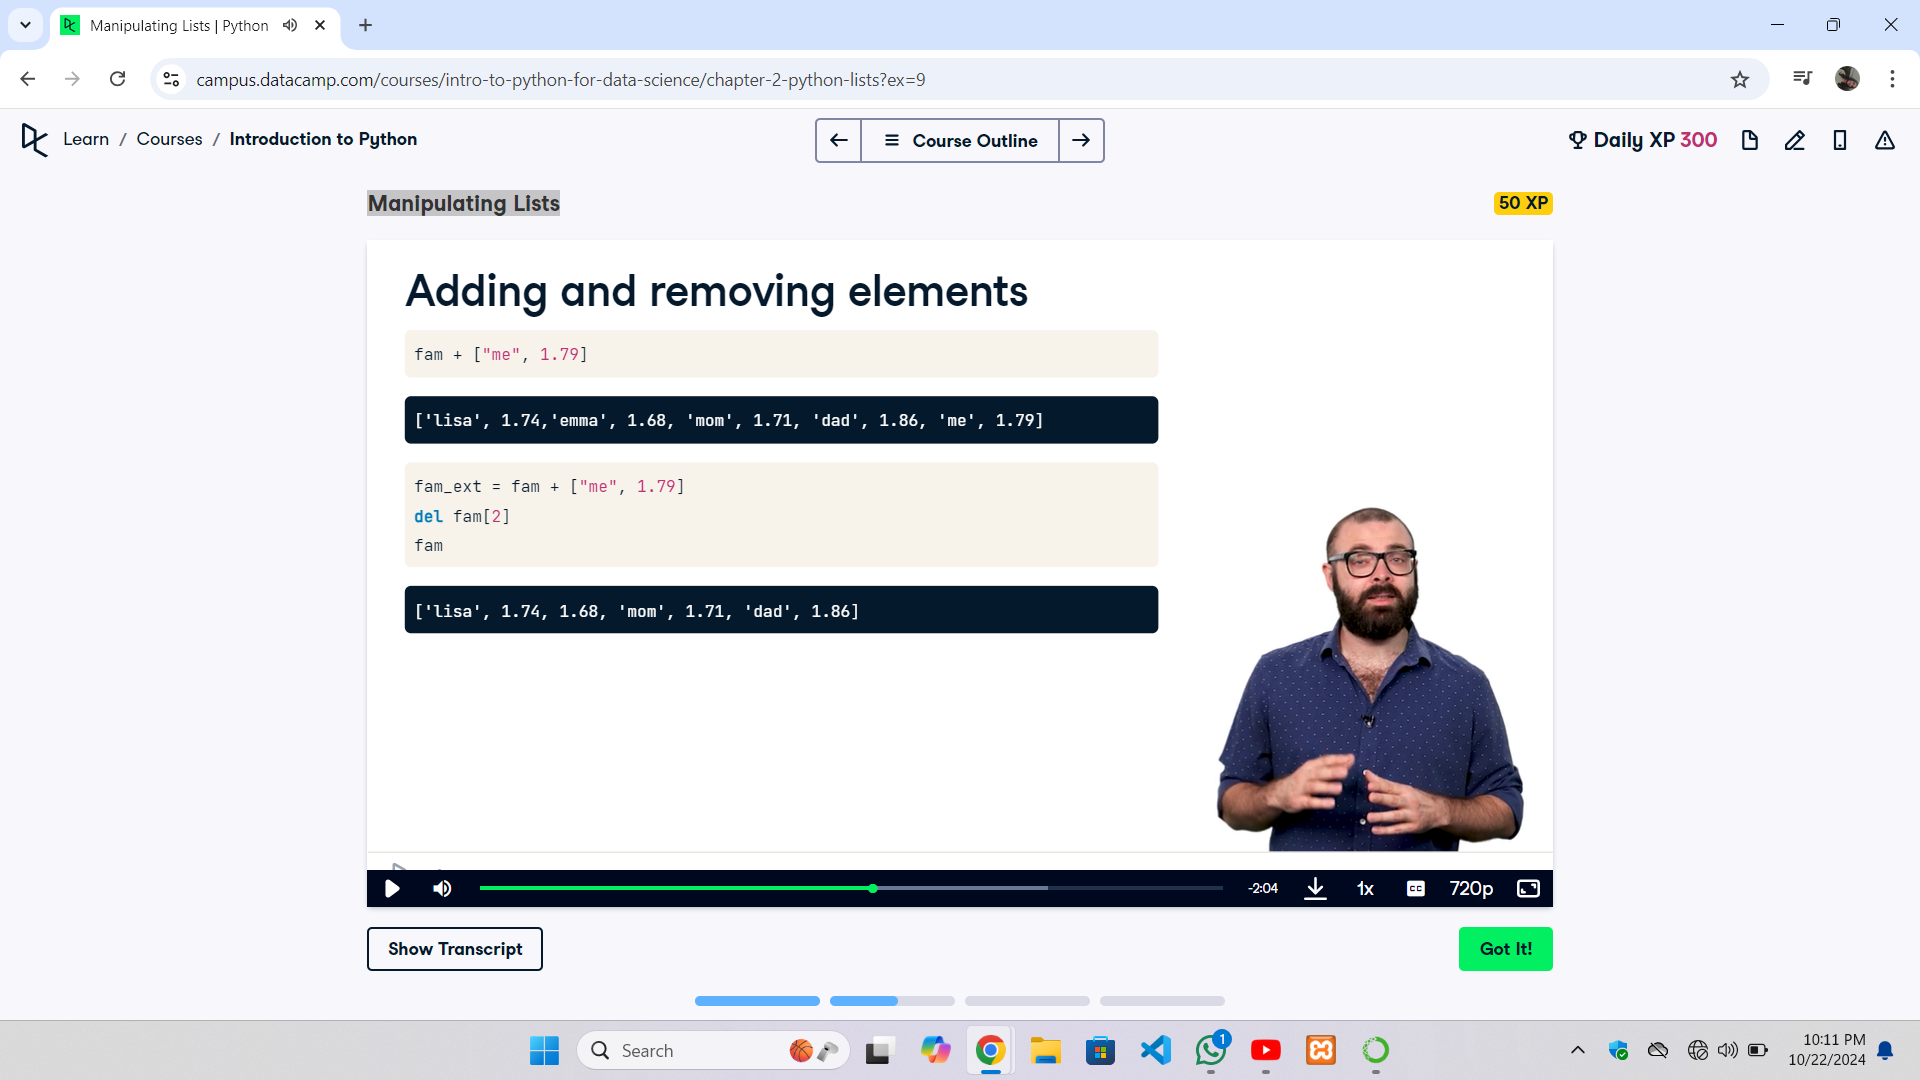 Manipulating Lists | Python
campus.datacamp.com/courses/intro-to-python-for-data-science/chapter-2-python-lists?ex=9
Learn / Courses / Introduction to Python
Course Outline
Daily XP 300
Manipulating Lists
50 XP
Adding and removing elements
fam + ["me", 1.79]
['lisa', 1.74,'emma', 1.68, 'mom', 1.71, 'dad', 1.86, 'me', 1.79]
fam_ext = fam + ["me", 1.79]
del fam[2]
fam
['lisa', 1.74, 1.68, 'mom', 1.71, 'dad', 1.86]
-2:04
1x
CC
720p
Show Transcript
Got It!
Search
1
10:11 PM
10/22/2024